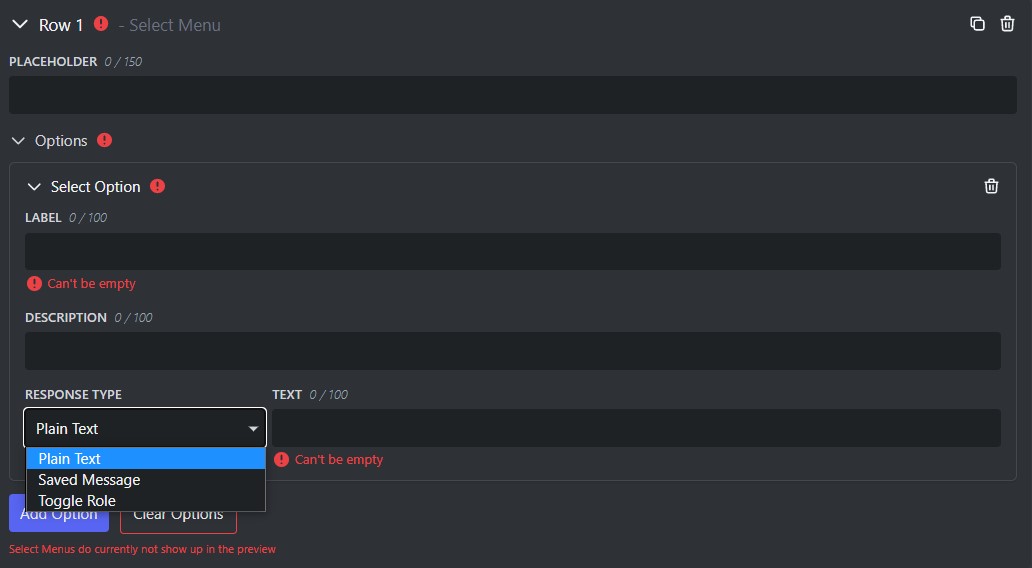 Row 1 - Select Menu
PLACEHOLDER 0 / 150
Options
Select Option
LABEL 0 / 100
Can't be empty
DESCRIPTION 0 / 100
RESPONSE TYPE TEXT 0 / 100
Plain Text
Plain Text
Can't be empty
Saved Message
Toggle Role
Add Option Clear Options
Select Menus do currently not show up in the preview